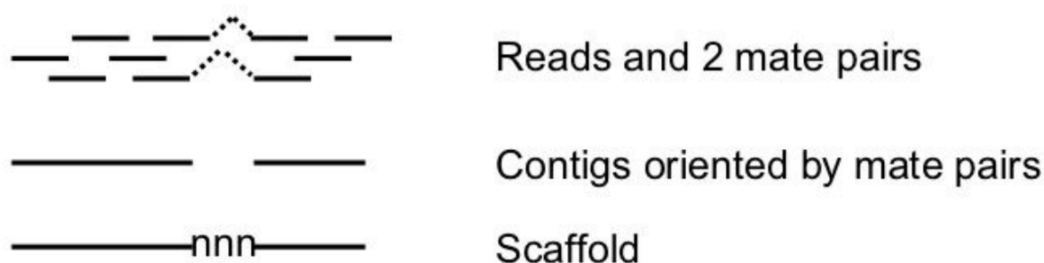 Reads and 2 mate pairs
Contigs oriented by mate pairs
nnn
Scaffold